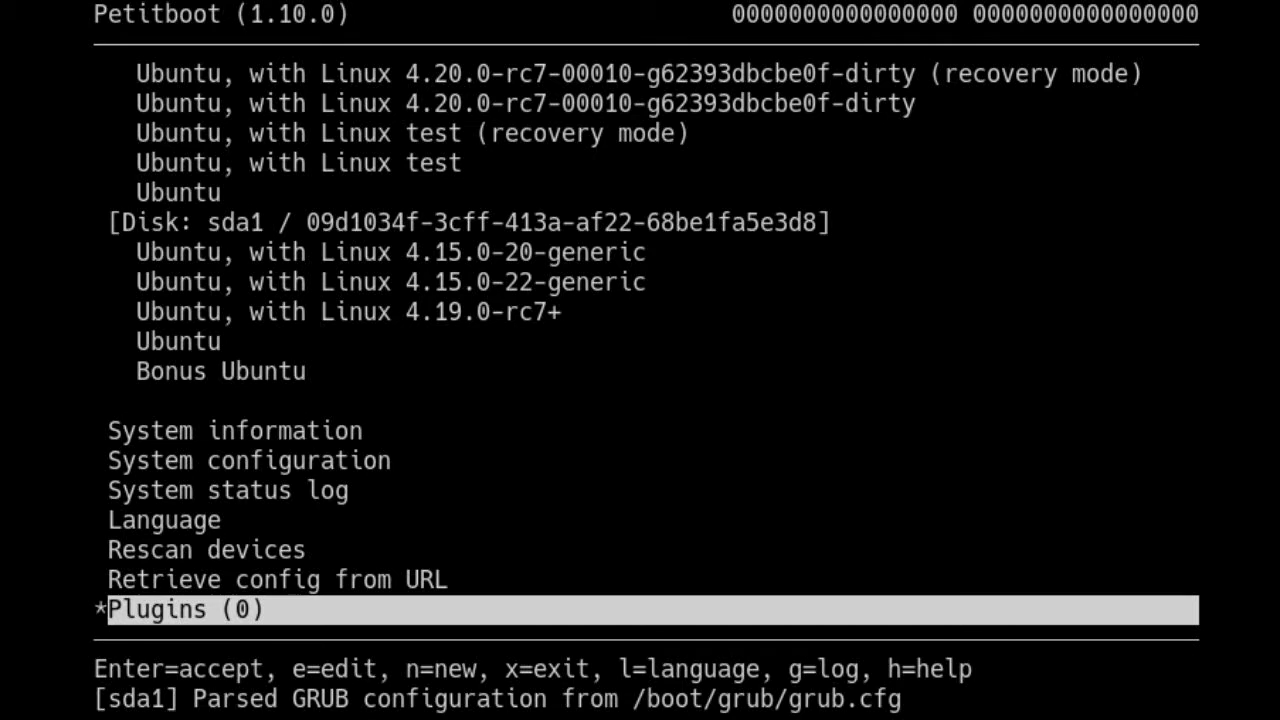 Petitboot (1.10.0) 0000000000000000 0000000000000000
Ubuntu, with Linux 4.20.0-rc7-00010-g62393dbcbe0f-dirty (recovery mode)
Ubuntu, with Linux 4.20.0-rc7-00010-g62393dbcbe0f-dirty
Ubuntu, with Linux test (recovery mode)
Ubuntu, with Linux test
Ubuntu
[Disk: sda1 / 09d1034f-3cff-413a-af22-68be1fa5e3d8]
Ubuntu, with Linux 4.15.0-20-generic
Ubuntu, with Linux 4.15.0-22-generic
Ubuntu, with Linux 4.19.0-rc7+
Ubuntu
Bonus Ubuntu
System information
System configuration
System status log
Language
Rescan devices
Retrieve config from URL
*Plugins (0)
Enter=accept, e=edit, n=new, x=exit, l=language, g=log, h=help
[sda1] Parsed GRUB configuration from /boot/grub/grub.cfg